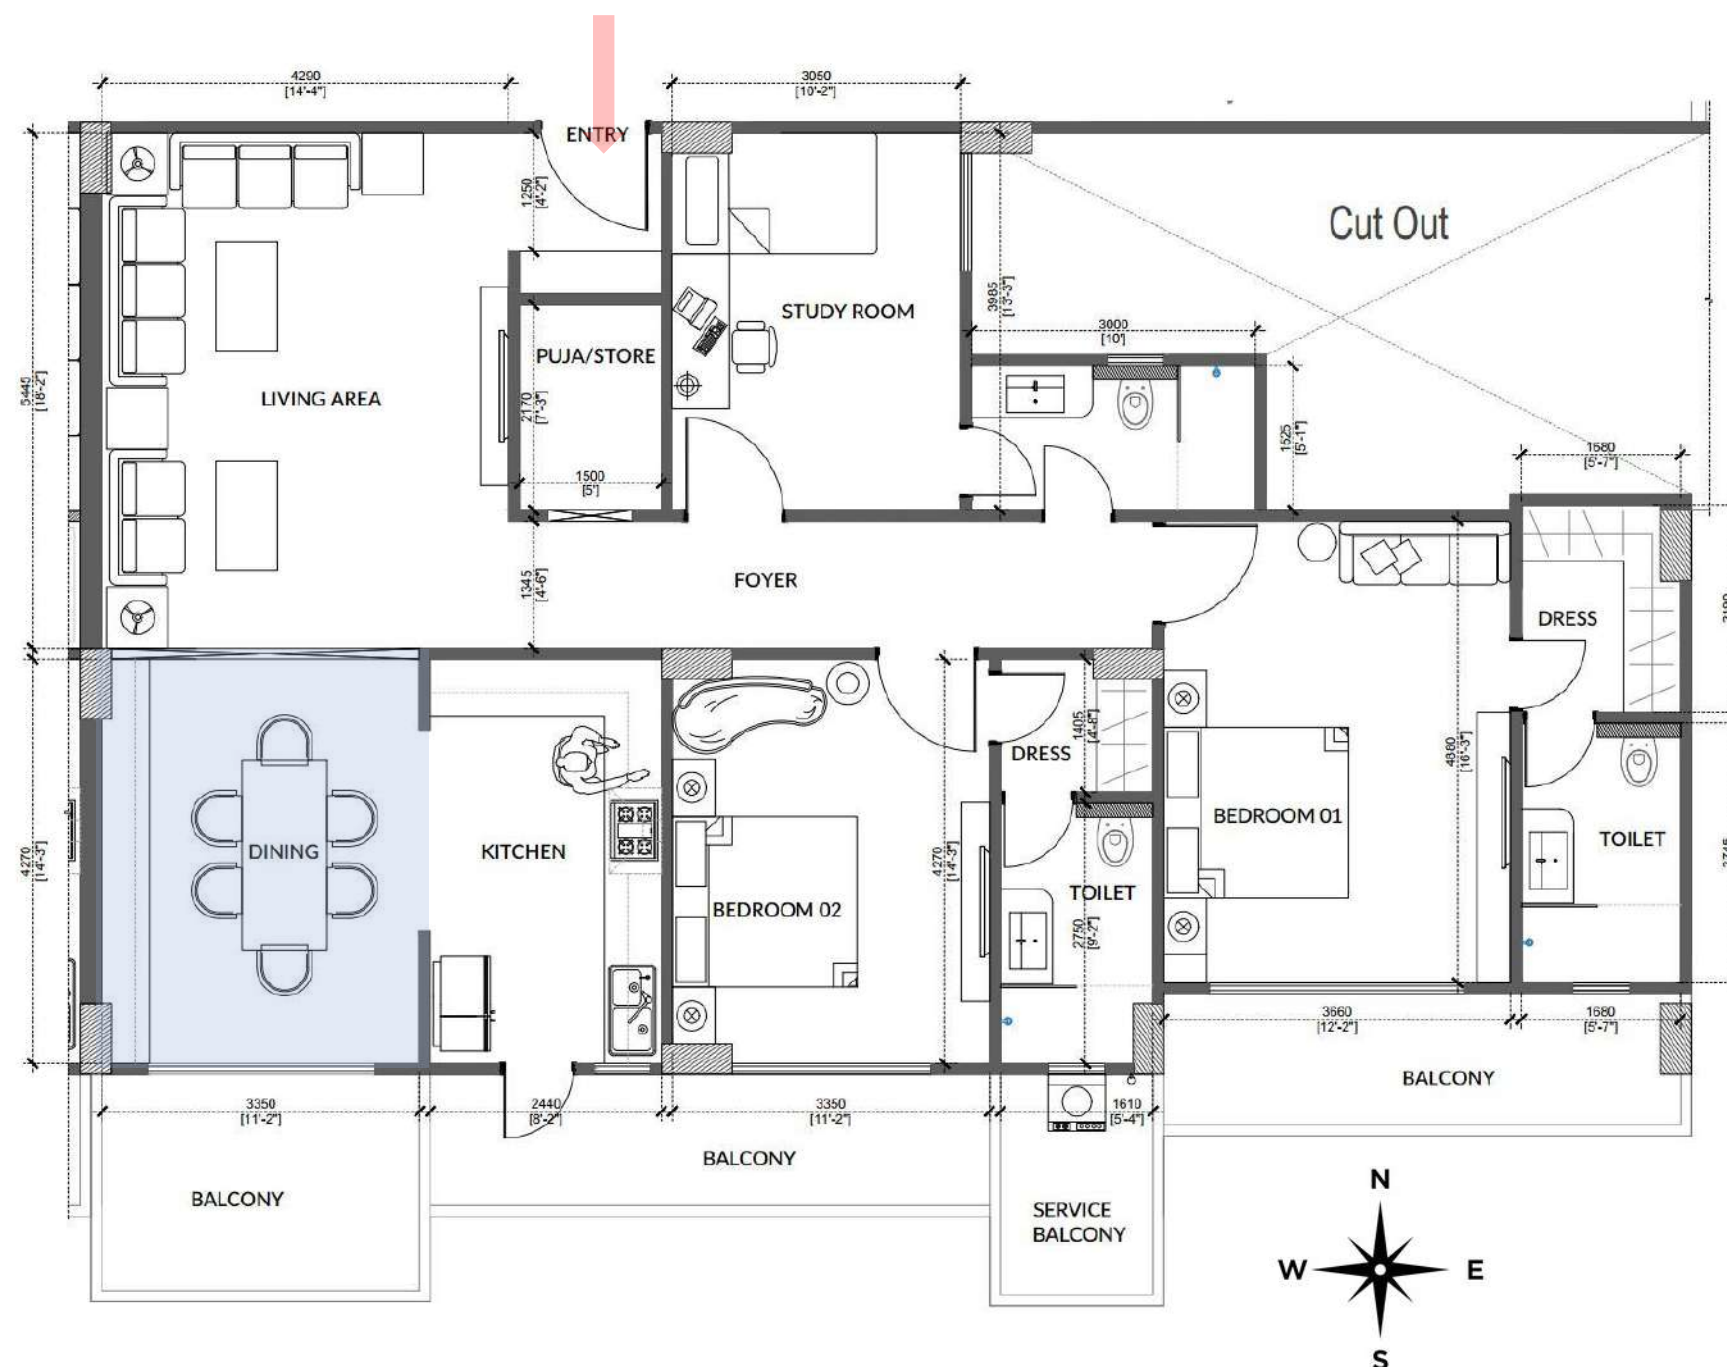 4290
[14'-4"]
3050
[10'-2"]
ENTRY
1250
[4'-2"]
Cut Out
3985
[13'-3"]
STUDY ROOM
3000
[10']
PUJA/STORE
5445
[18'-2"]
LIVING AREA
2170
[7'-3"]
1525
[5'-1"]
1680
[5'-7"]
1500
[5']
1345
[4'-6"]
FOYER
DRESS
1405
[4'-8"]
DRESS
4880
[16'-3"]
BEDROOM 01
TOILET
4270
[14'-3"]
DINING
KITCHEN
4270
[14'-3"]
TOILET
BEDROOM 02
2750
[9'-2"]
3660
[12'-2"]
1680
[5'-7"]
BALCONY
3350
[11'-2"]
2440
[8'-2"]
3350
[11'-2"]
1610
[5'-4"]
BALCONY
BALCONY
SERVICE
BALCONY
N
W
E
S